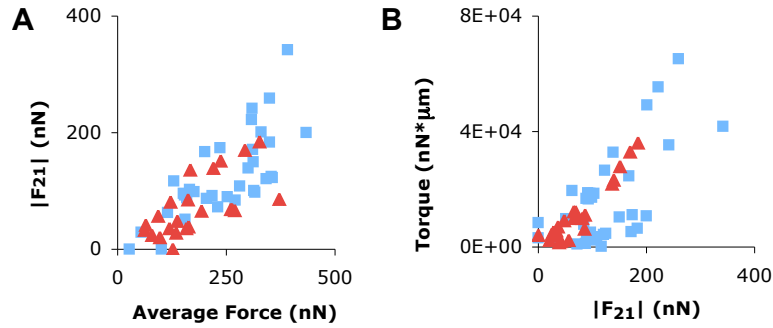 A
|F21| (nN)
400
200
0
0
250
500
Average Force (nN)
B
Torque (nN*µm)
8E+04
4E+04
0E+00
0
200
400
|F21| (nN)